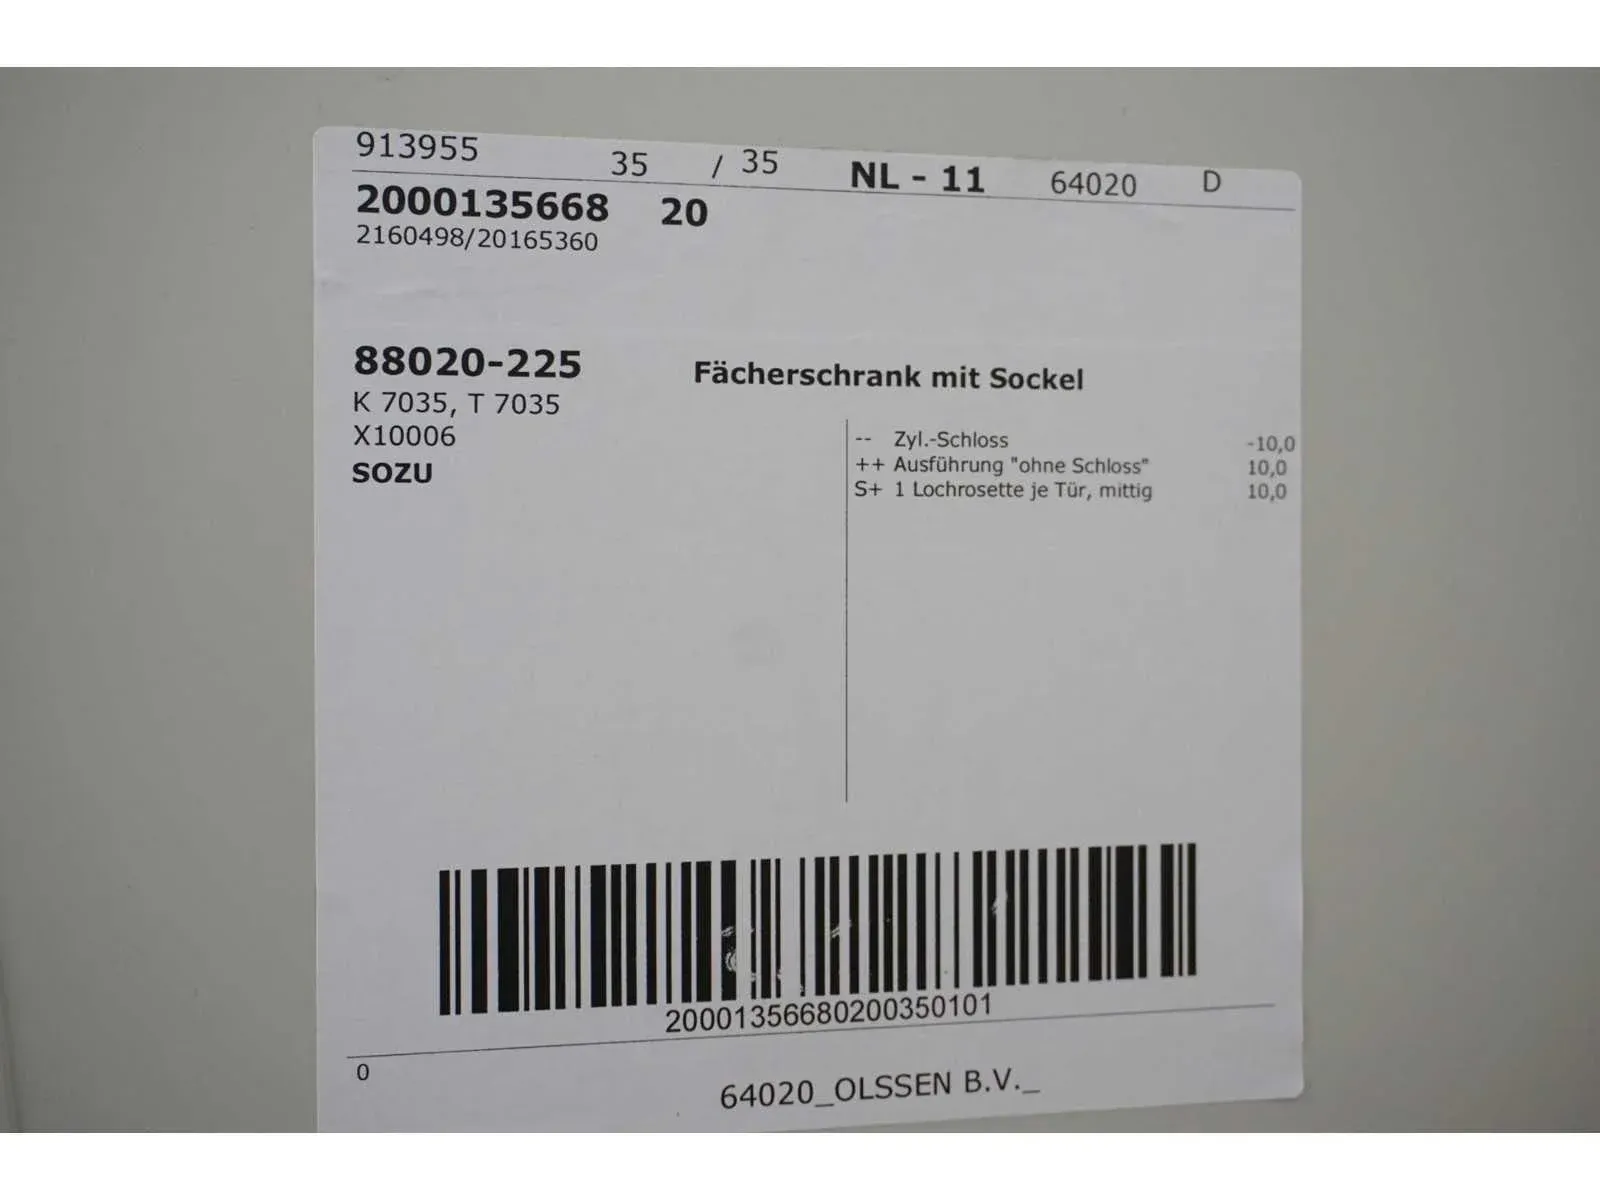 913955 35 / 35 NL - 11 64020 D
2000135668 20
2160498/20165360
88020-225 Fächerschrank mit Sockel
K 7035, T 7035
X10006
SOZU
-- Zyl.-Schloss -10,0
++ Ausführung "ohne Schloss" 10,0
S+ 1 Lochrosette je Tür, mittig 10,0
20001356680200350101
0
64020_OLSSEN B.V._